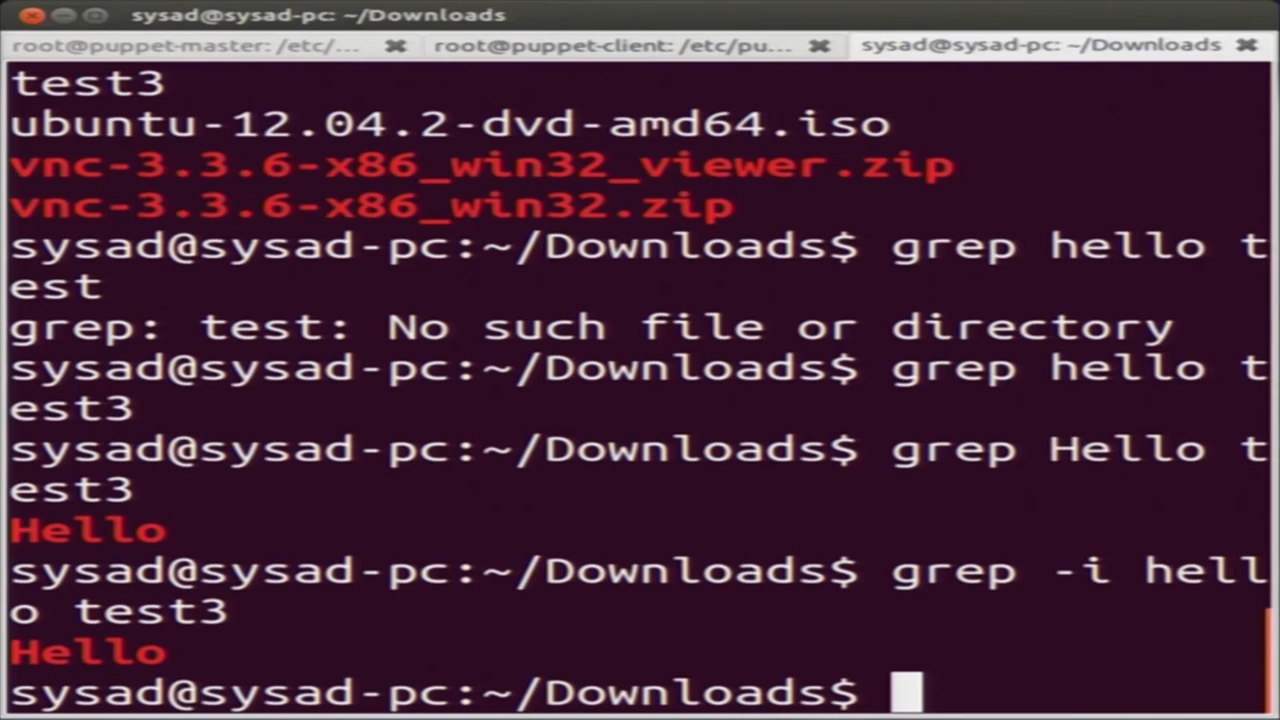 sysad@sysad-pc: ~/Downloads
root@puppet-master: /etc/... root@puppet-client: /etc/pu... sysad@sysad-pc: ~/Downloads
test3
ubuntu-12.04.2-dvd-amd64.iso
vnc-3.3.6-x86_win32_viewer.zip
vnc-3.3.6-x86_win32.zip
sysad@sysad-pc:~/Downloads$ grep hello t
est
grep: test: No such file or directory
sysad@sysad-pc:~/Downloads$ grep hello t
est3
sysad@sysad-pc:~/Downloads$ grep Hello t
est3
Hello
sysad@sysad-pc:~/Downloads$ grep -i hell
o test3
Hello
sysad@sysad-pc:~/Downloads$